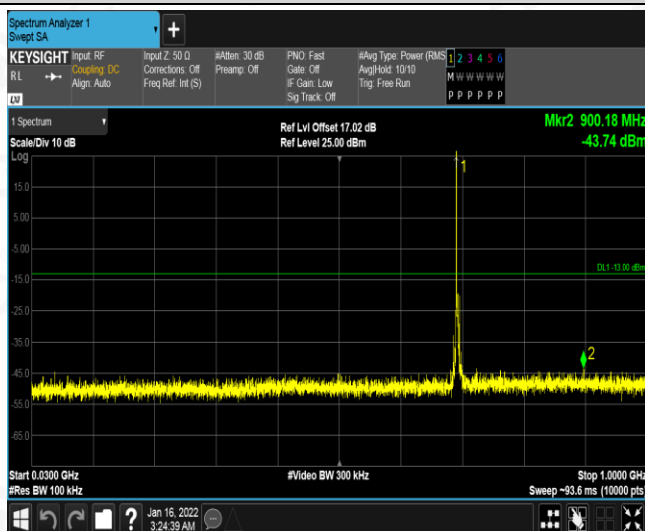 Spectrum Analyzer 1
Swept SA
+
KEYSIGHT
RL
LXI
Input: RF
Coupling: DC
Align: Auto
Input Z: 50 Ω
Corrections: Off
Freq Ref: Int (S)
#Atten: 30 dB
Preamp: Off
PNO: Fast
Gate: Off
IF Gain: Low
Sig Track: Off
#Avg Type: Power (RMS
Avg|Hold: 10/10
Trig: Free Run
1 2 3 4 5 6
M W W W W W
P P P P P P
1 Spectrum
Scale/Div 10 dB
Log
Ref Lvl Offset 17.02 dB
Ref Level 25.00 dBm
Mkr2 900.18 MHz
-43.74 dBm
1
15.0
5.00
-5.00
DL1 -13.00 dBm
-15.0
-25.0
-35.0
2
-45.0
-55.0
-65.0
Start 0.0300 GHz
#Res BW 100 kHz
#Video BW 300 kHz
Stop 1.0000 GHz
Sweep ~93.6 ms (10000 pts)
?
Jan 16, 2022
3:24:39 AM